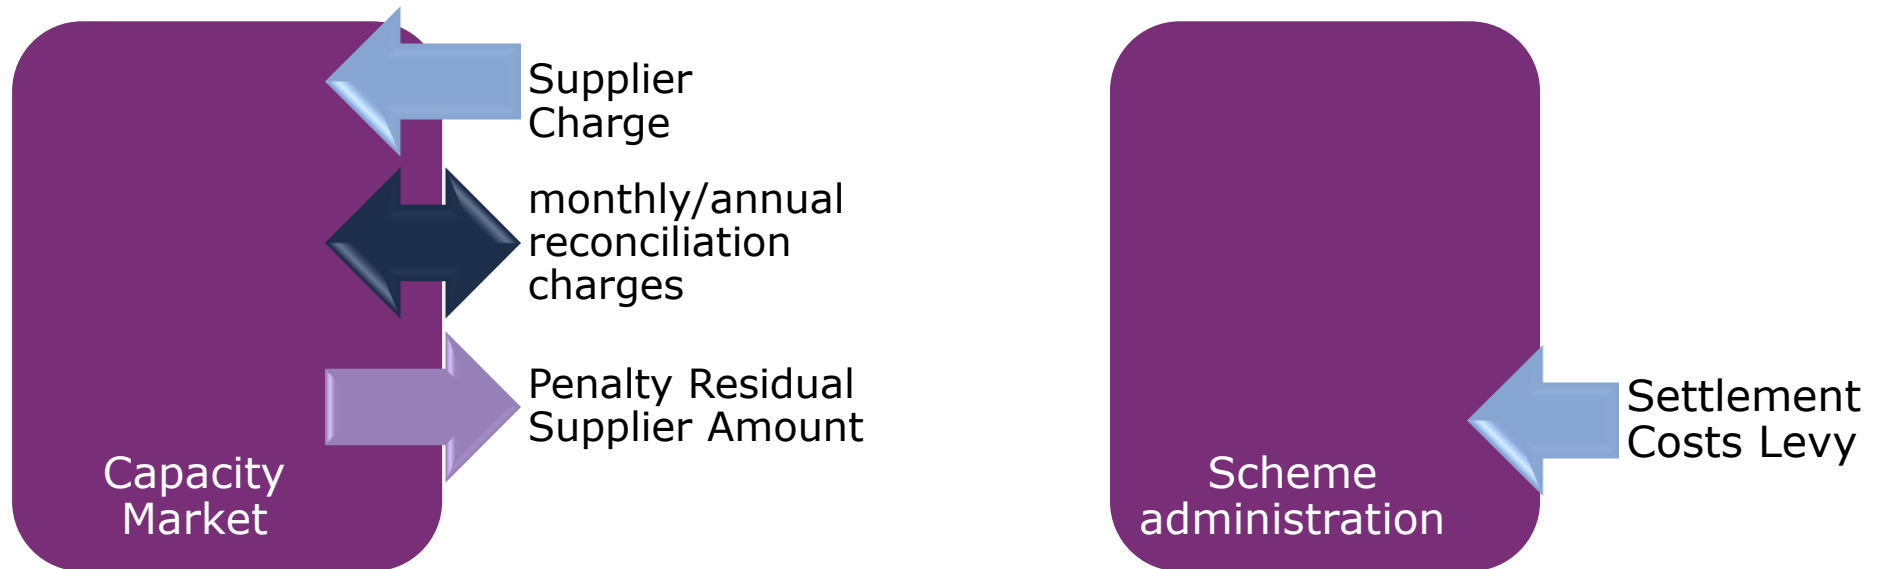 Supplier
Charge
monthly/annual
reconciliation
charges
Penalty Residual
Supplier Amount
Capacity
Market
Settlement
Costs Levy
Scheme
administration